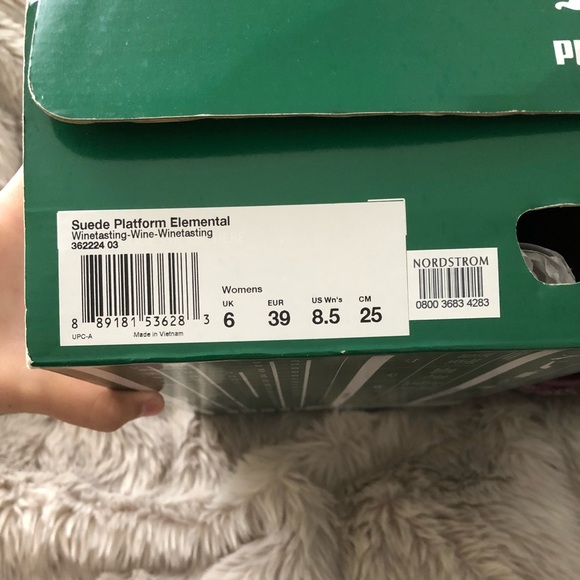 Suede Platform Elemental
Winetasting-Wine-Winetasting
362224 03
8 89181 53628 3
UPC-A
Made in Vietnam
Womens
UK EUR US Wn's CM
6 39 8.5 25
NORDSTROM
0800 3683 4283